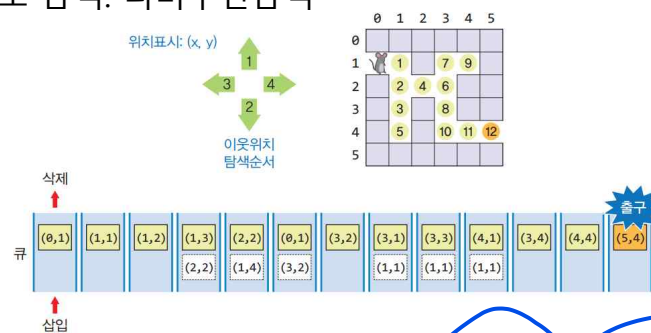 위치표시: (x, y)
1
3 4
2
이웃위치
탐색순서
0 1 2 3 4 5
0
1 1 7 9
2 2 4 6
3 3 8
4 5 10 11 12
5
삭제
출구
큐
(0,1) (1,1) (1,2) (1,3) (2,2) (0,1) (3,2) (3,1) (3,3) (4,1) (3,4) (4,4) (5,4)
(2,2) (1,4) (3,2) (1,1) (1,1) (1,1)
삽입